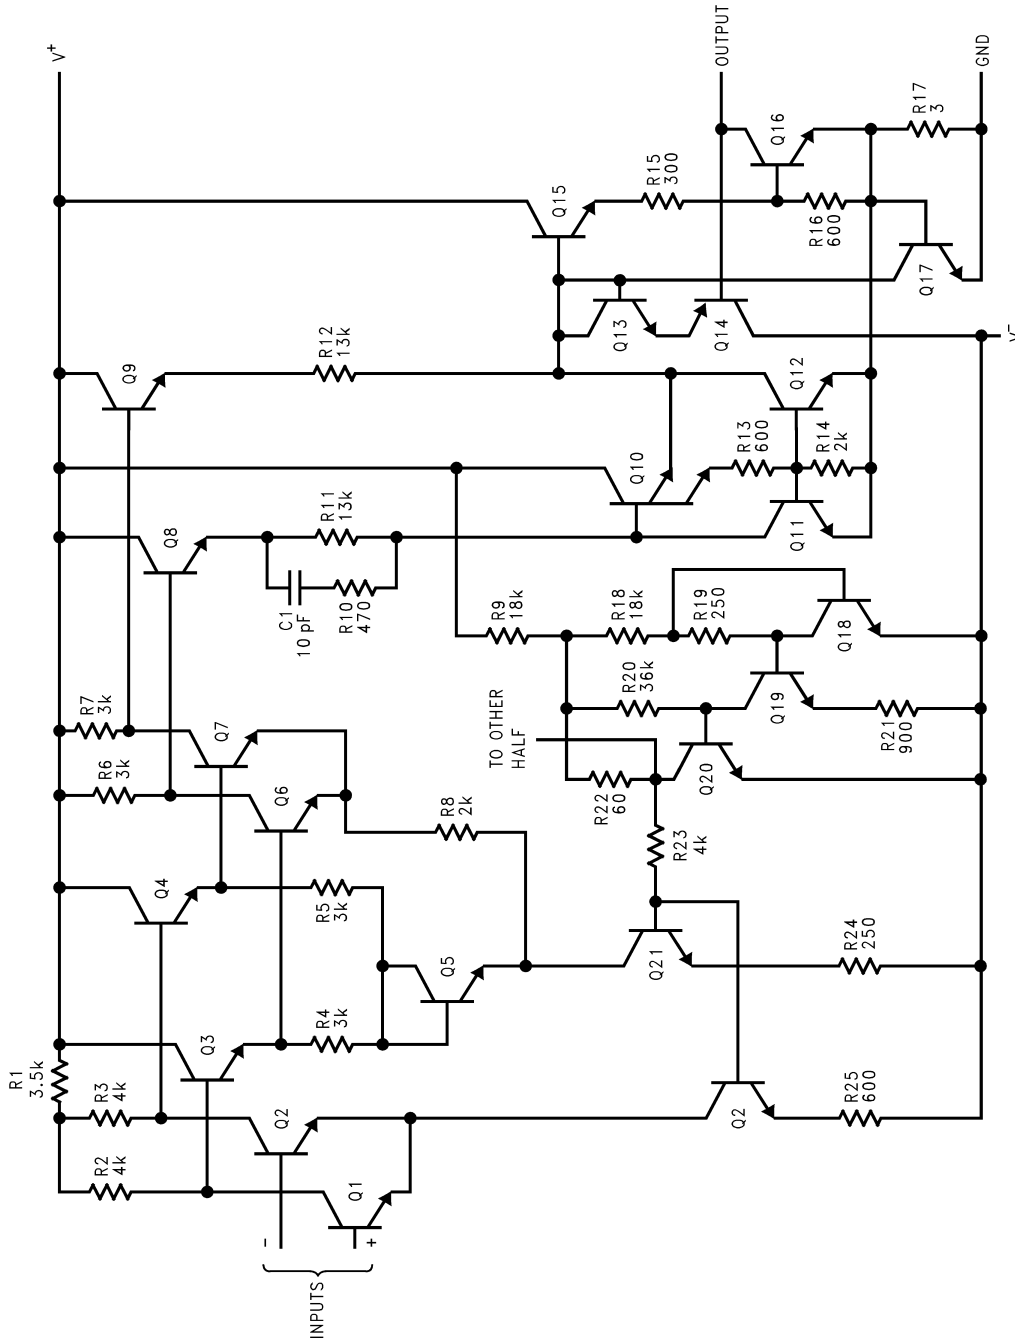 V+
OUTPUT
GND
R17
3
Q16
R15
300
Q15
R16
600
Q17
Q13
Q14
V-
R12
13k
Q9
Q12
R13
600
R14
2k
Q10
R11
13k
Q8
Q11
C1
10 pF
R10
470
R9
18k
R18
18k
R19
250
Q18
R20
36k
Q19
R7
3k
Q7
TO OTHER
HALF
R21
900
R6
3k
Q6
R22
60
Q20
R8
2k
R23
4k
Q4
R5
3k
Q5
Q21
R24
250
R1
3.5k
Q3
R4
3k
R3
4k
Q2
Q2
R25
600
R2
4k
Q1
-
+
INPUTS